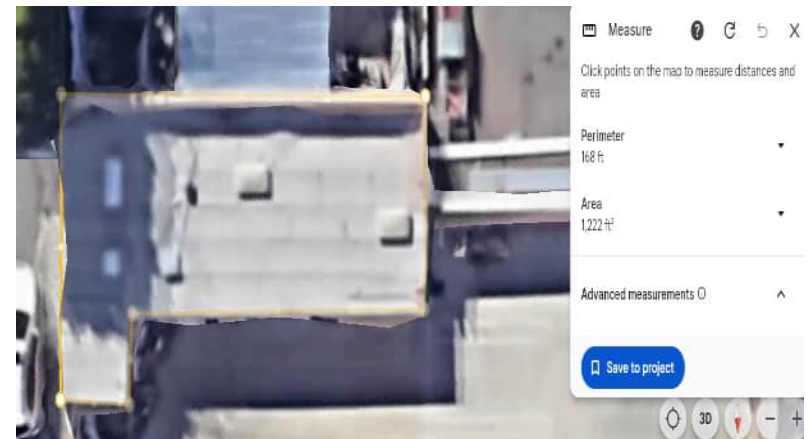 Measure
Click points on the map to measure distances and
area
Perimeter
168 ft
Area
1,222 ft²
Advanced measurements
Save to project
3D